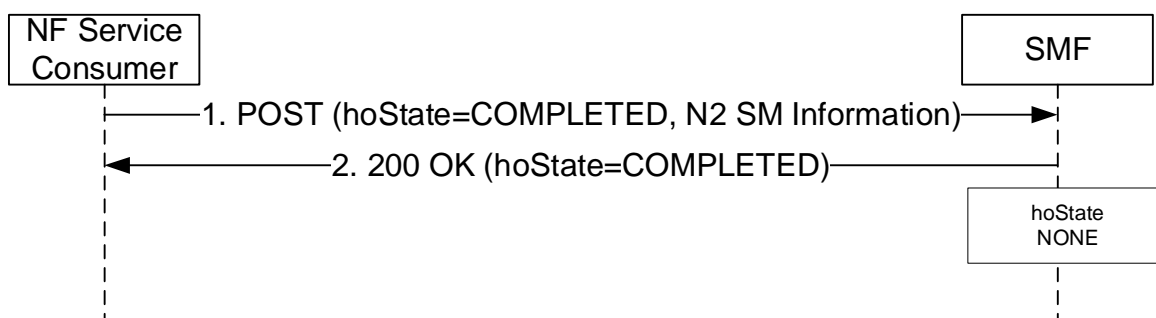 NF Service
Consumer
SMF
1. POST (hoState=COMPLETED, N2 SM Information)
2. 200 OK (hoState=COMPLETED)
hoState
NONE